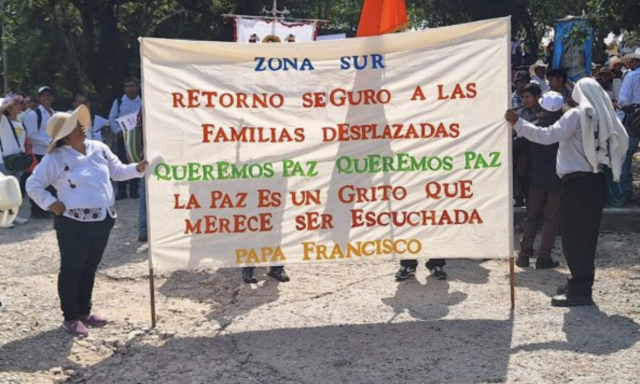 ZONA SUR
RETORNO SEGURO A LAS
FAMILIAS DESPLAZADAS
QUEREMOS PAZ QUEREMOS PAZ
LA PAZ ES UN GRITO QUE
MERECE SER ESCUCHADA
PAPA FRANCISCO